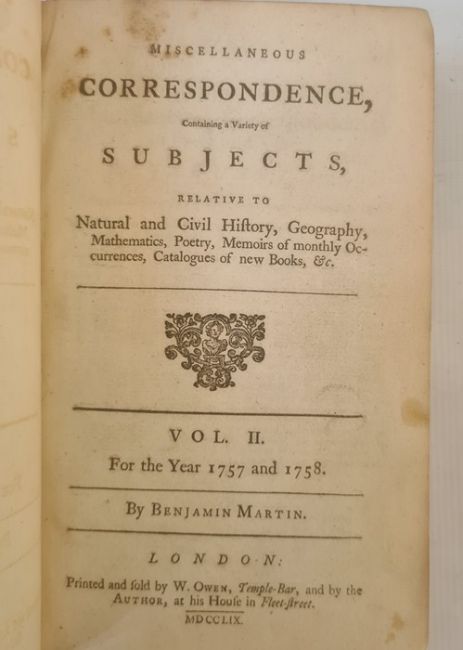 MISCELLANEOUS
CORRESPONDENCE,
Containing a Variety of
SUBJECTS,
RELATIVE TO
Natural and Civil Hiſtory, Geography,
Mathematics, Poetry, Memoirs of monthly Oc-
currences, Catalogues of new Books, &c.
VOL. II.
For the Year 1757 and 1758.
By BENJAMIN MARTIN.
LONDON:
Printed and ſold by W. OWEN, Temple-Bar, and by the
AUTHOR, at his Houſe in Fleet-ſtreet.
MDCCLIX.